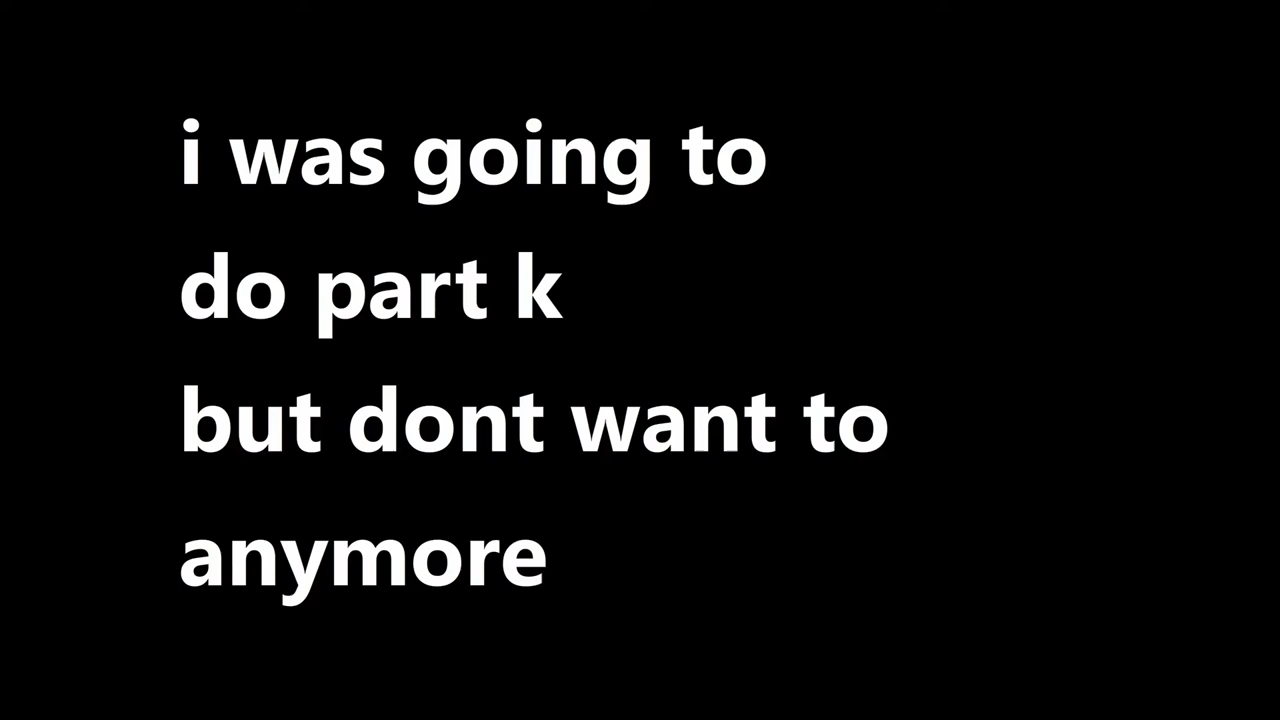 i was going to
do part k
but dont want to
anymore